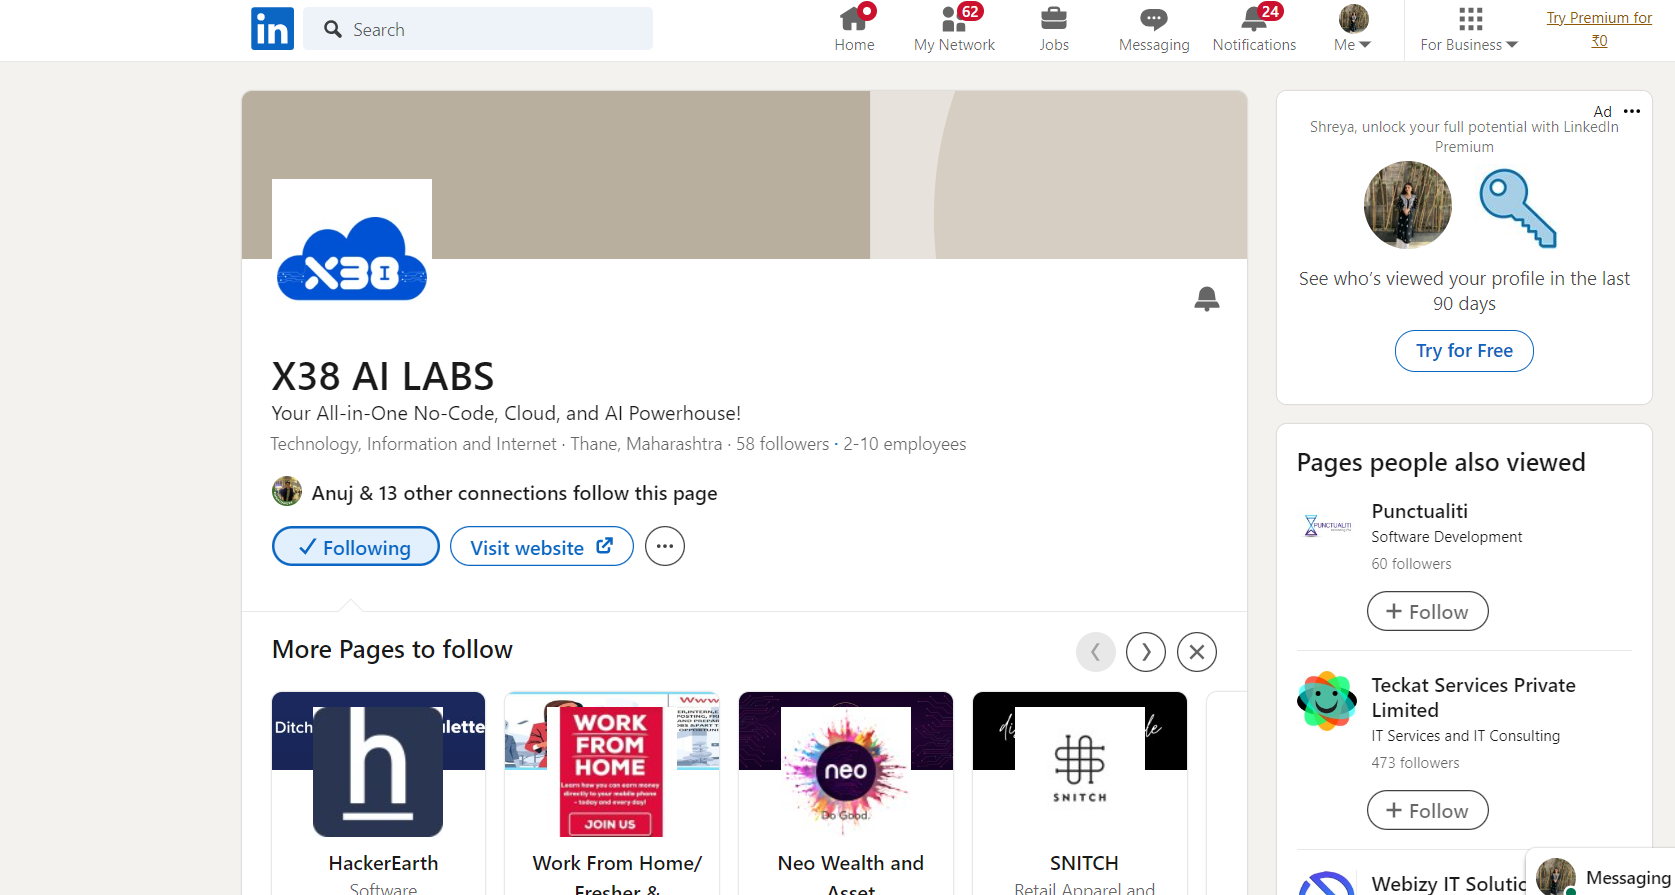 in
Search
Home
62
My Network
Jobs
Messaging
24
Notifications
Me
For Business
Try Premium for
₹0
X38
X38 AI LABS
Your All-in-One No-Code, Cloud, and AI Powerhouse!
Technology, Information and Internet · Thane, Maharashtra · 58 followers · 2-10 employees
Anuj & 13 other connections follow this page
Following
Visit website
More Pages to follow
Ditch
lette
h
HackerEarth
Software
WORK
FROM
HOME
Learn how you can earn money
directly to your mobile phone
- today and every day!
JOIN US
Work From Home/
Fresher &
neo
Do Good.
Neo Wealth and
Asset
SNITCH
SNITCH
Retail Apparel and
Ad
Shreya, unlock your full potential with LinkedIn
Premium
See who's viewed your profile in the last
90 days
Try for Free
Pages people also viewed
PUNCTUALITI
Punctualiti
Software Development
60 followers
+ Follow
Teckat Services Private
Limited
IT Services and IT Consulting
473 followers
+ Follow
Webizy IT Solutic
Messaging